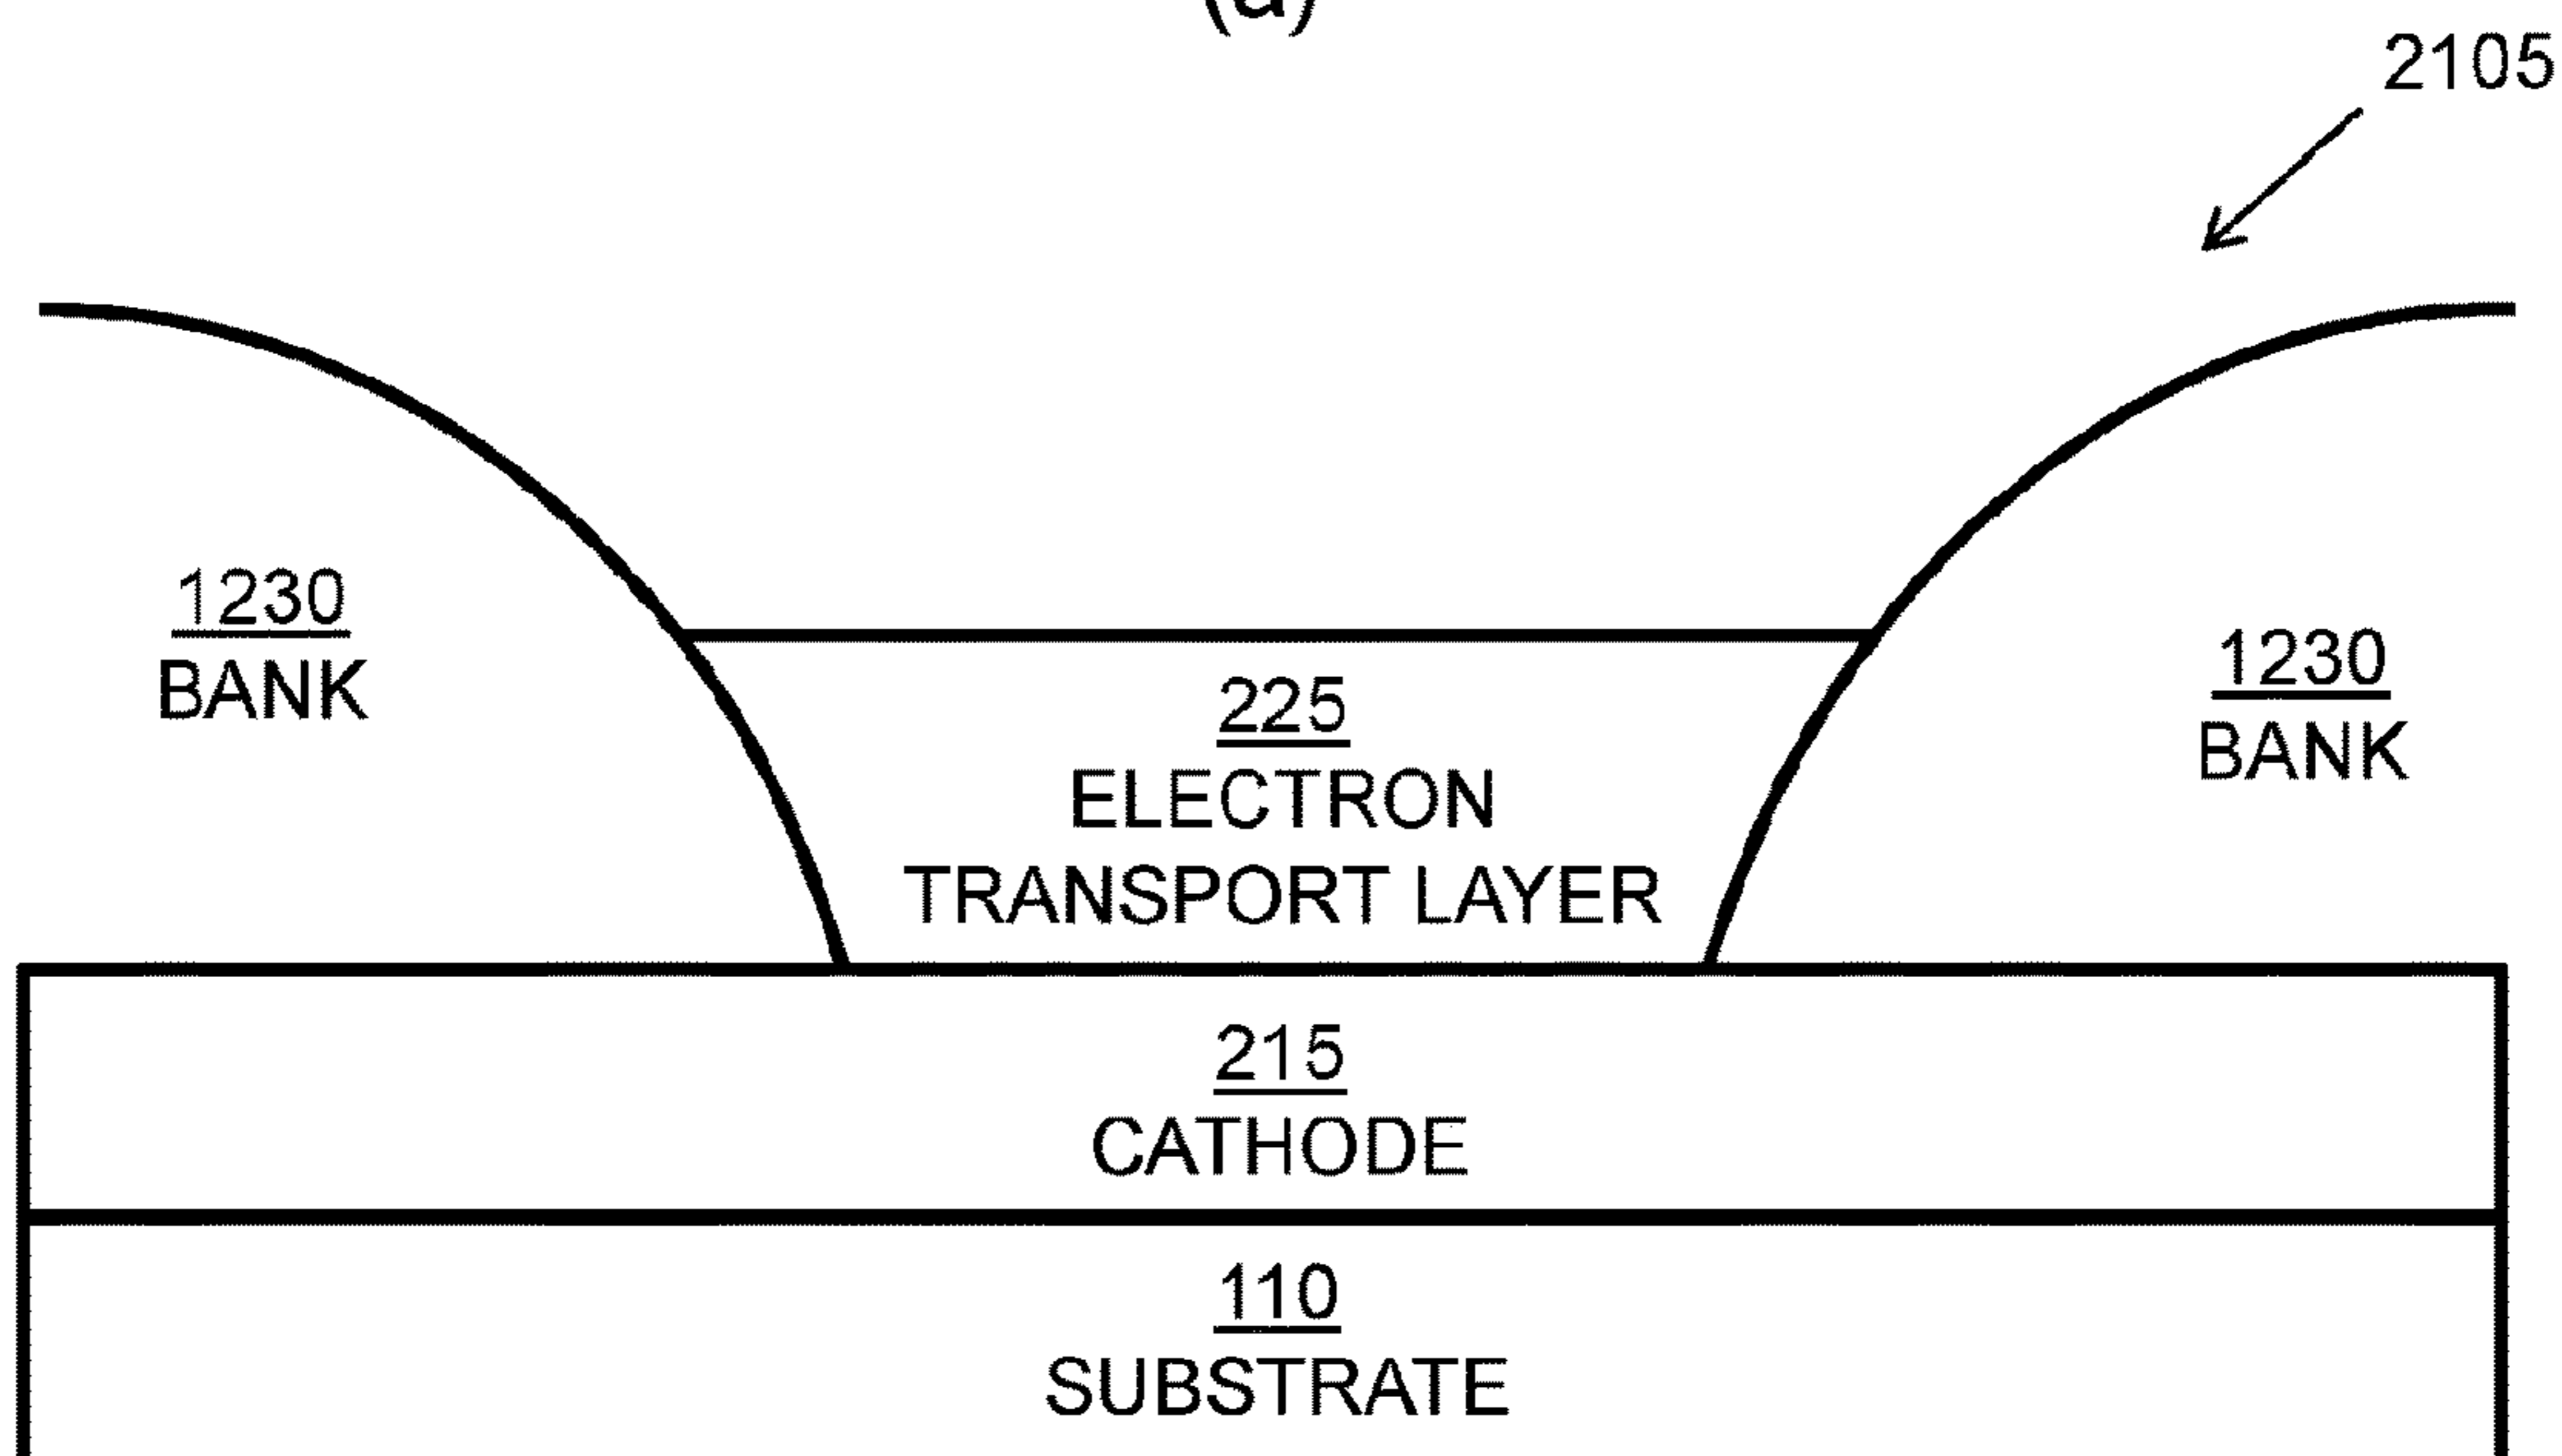 (a)
2105
1230
BANK
1230
BANK
225
ELECTRON
TRANSPORT LAYER
215
CATHODE
110
SUBSTRATE